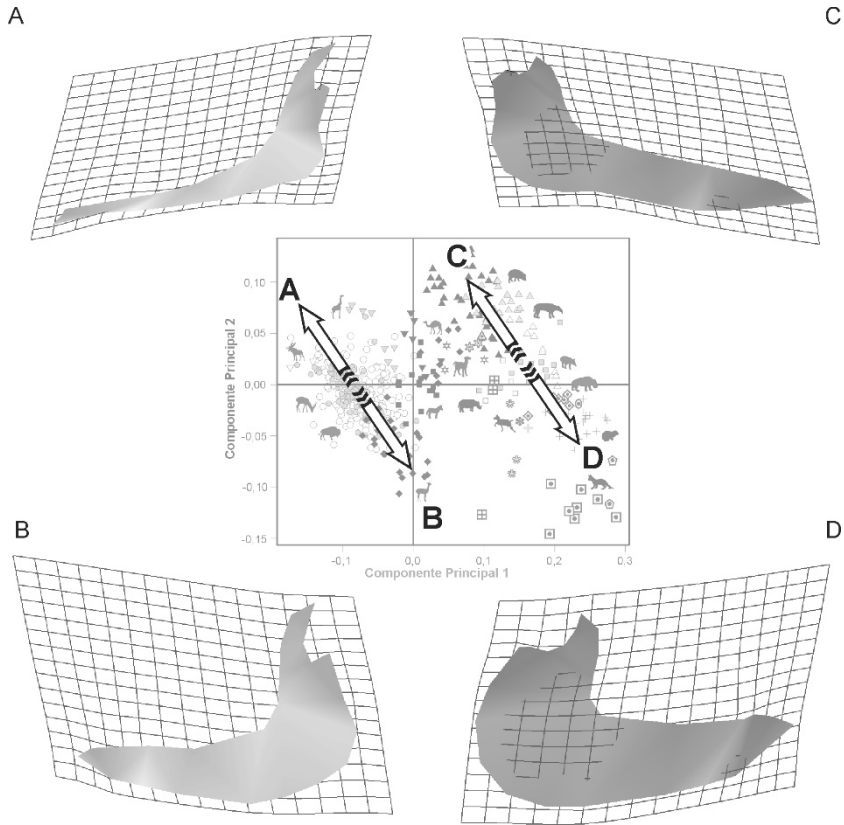 A
C
0,10
0,05
0,00
-0,05
-0,10
-0,15
Componente Principal 2
A
C
B
D
-0,1
0,0
0,1
0,2
0,3
Componente Principal 1
B
D